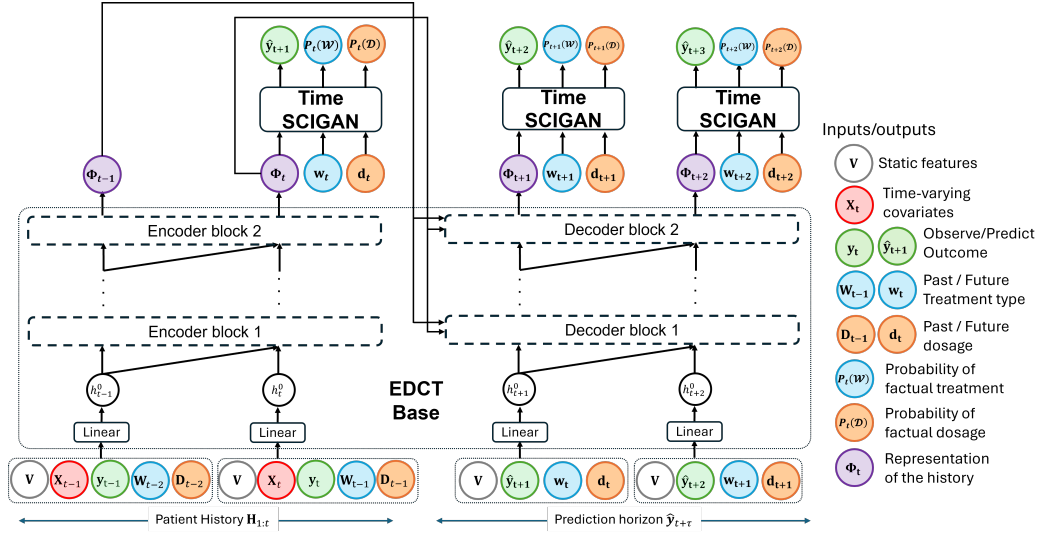 ŷt+1 Pt(𝒲) Pt(𝒟)
ŷt+2 Pt+1(𝒲) Pt+1(𝒟)
ŷt+3 Pt+2(𝒲) Pt+2(𝒟)
Time
SCIGAN
Time
SCIGAN
Time
SCIGAN
Φt−1
Φt wt dt
Φt+1 wt+1 dt+1
Φt+2 wt+2 dt+2
Encoder block 2
Decoder block 2
Encoder block 1
Decoder block 1
h⁰t−1
h⁰t
h⁰t+1
h⁰t+2
EDCT
Base
Linear
Linear
Linear
Linear
V Xt−1 yt−1 Wt−2 Dt−2
V Xt yt Wt−1 Dt−1
V ŷt+1 wt dt
V ŷt+2 wt+1 dt+1
Patient History H1:t
Prediction horizon ŷt+τ
Inputs/outputs
V Static features
Xt Time-varying
covariates
yt ŷt+1 Observe/Predict
Outcome
Wt−1 wt Past / Future
Treatment type
Dt−1 dt Past / Future
dosage
Pt(𝒲) Probability of
factual treatment
Pt(𝒟) Probability of
factual dosage
Φt Representation
of the history